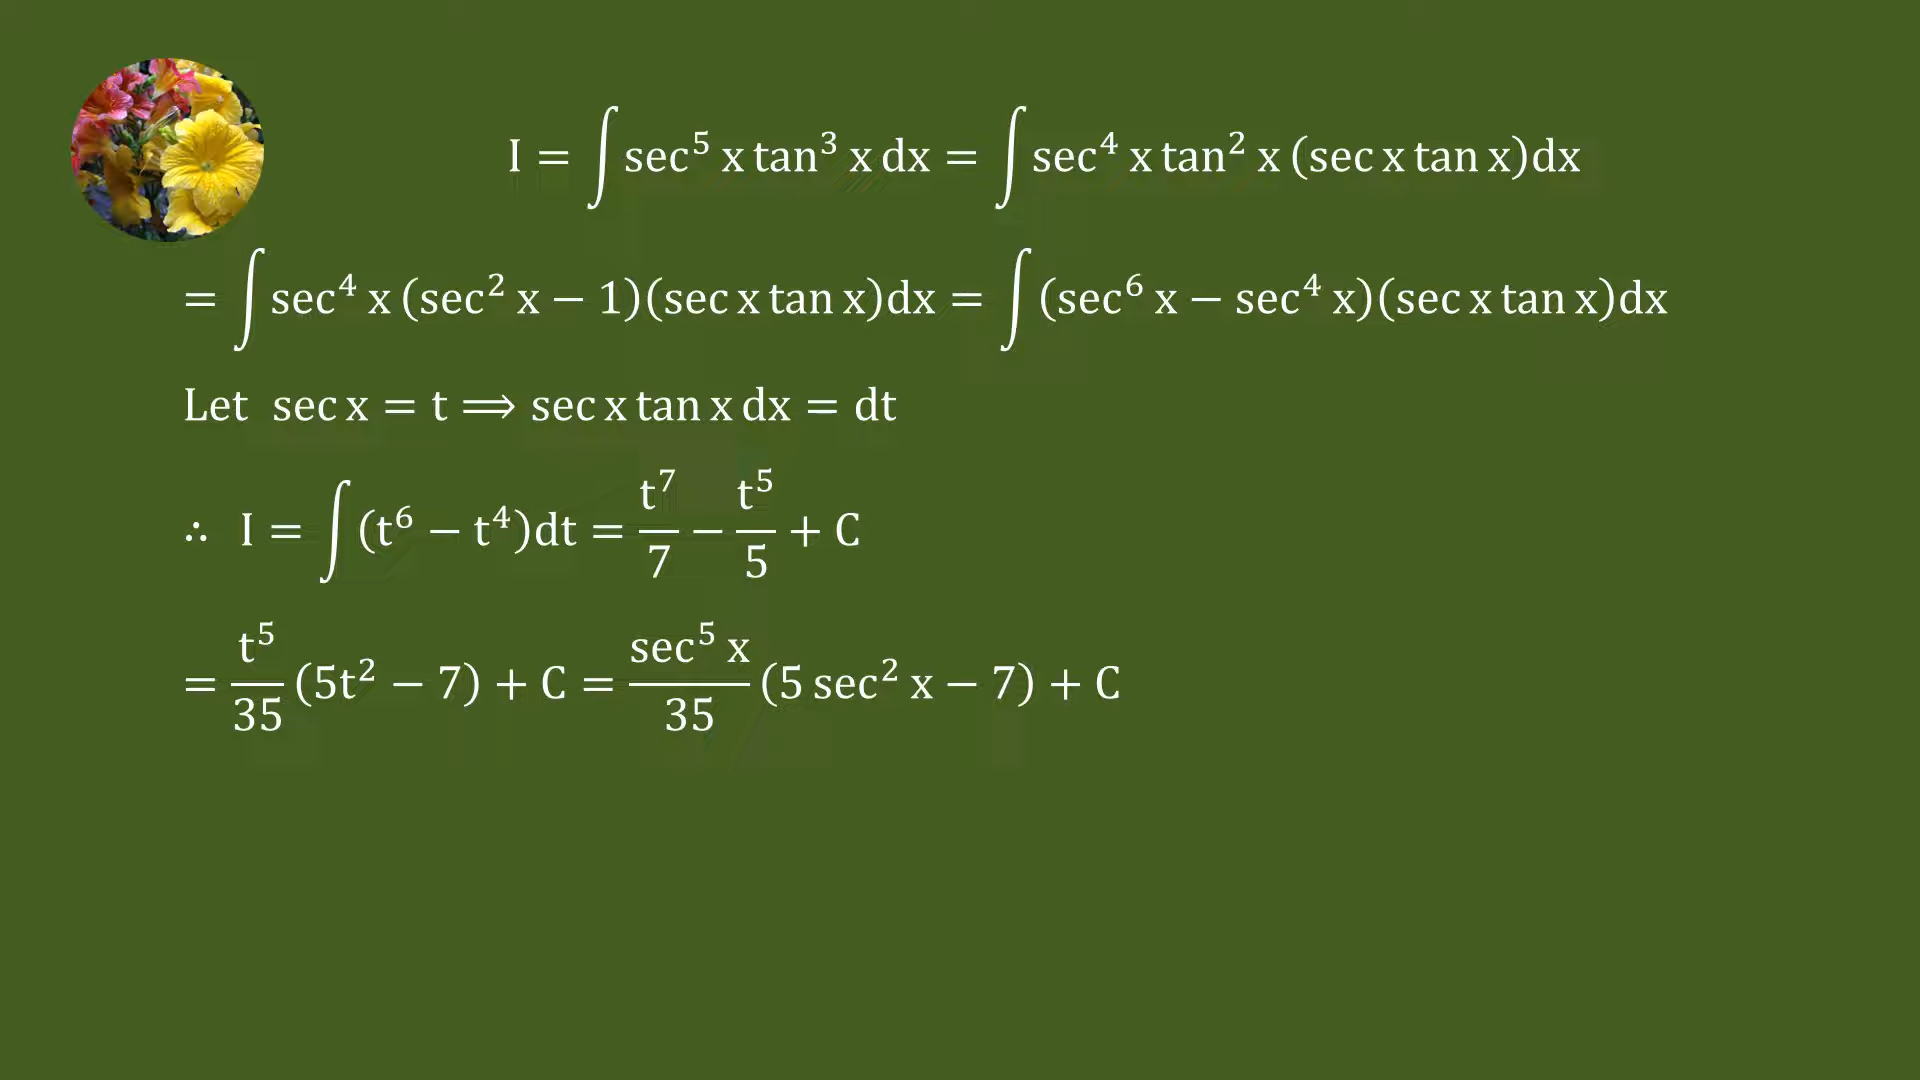 I = ∫ sec⁵ x tan³ x dx = ∫ sec⁴ x tan² x (sec x tan x)dx
= ∫ sec⁴ x (sec² x − 1)(sec x tan x)dx = ∫ (sec⁶ x − sec⁴ x)(sec x tan x)dx
Let sec x = t ⟹ sec x tan x dx = dt
∴ I = ∫ (t⁶ − t⁴)dt = t⁷/7 − t⁵/5 + C
= t⁵/35 (5t² − 7) + C = sec⁵ x/35 (5 sec² x − 7) + C